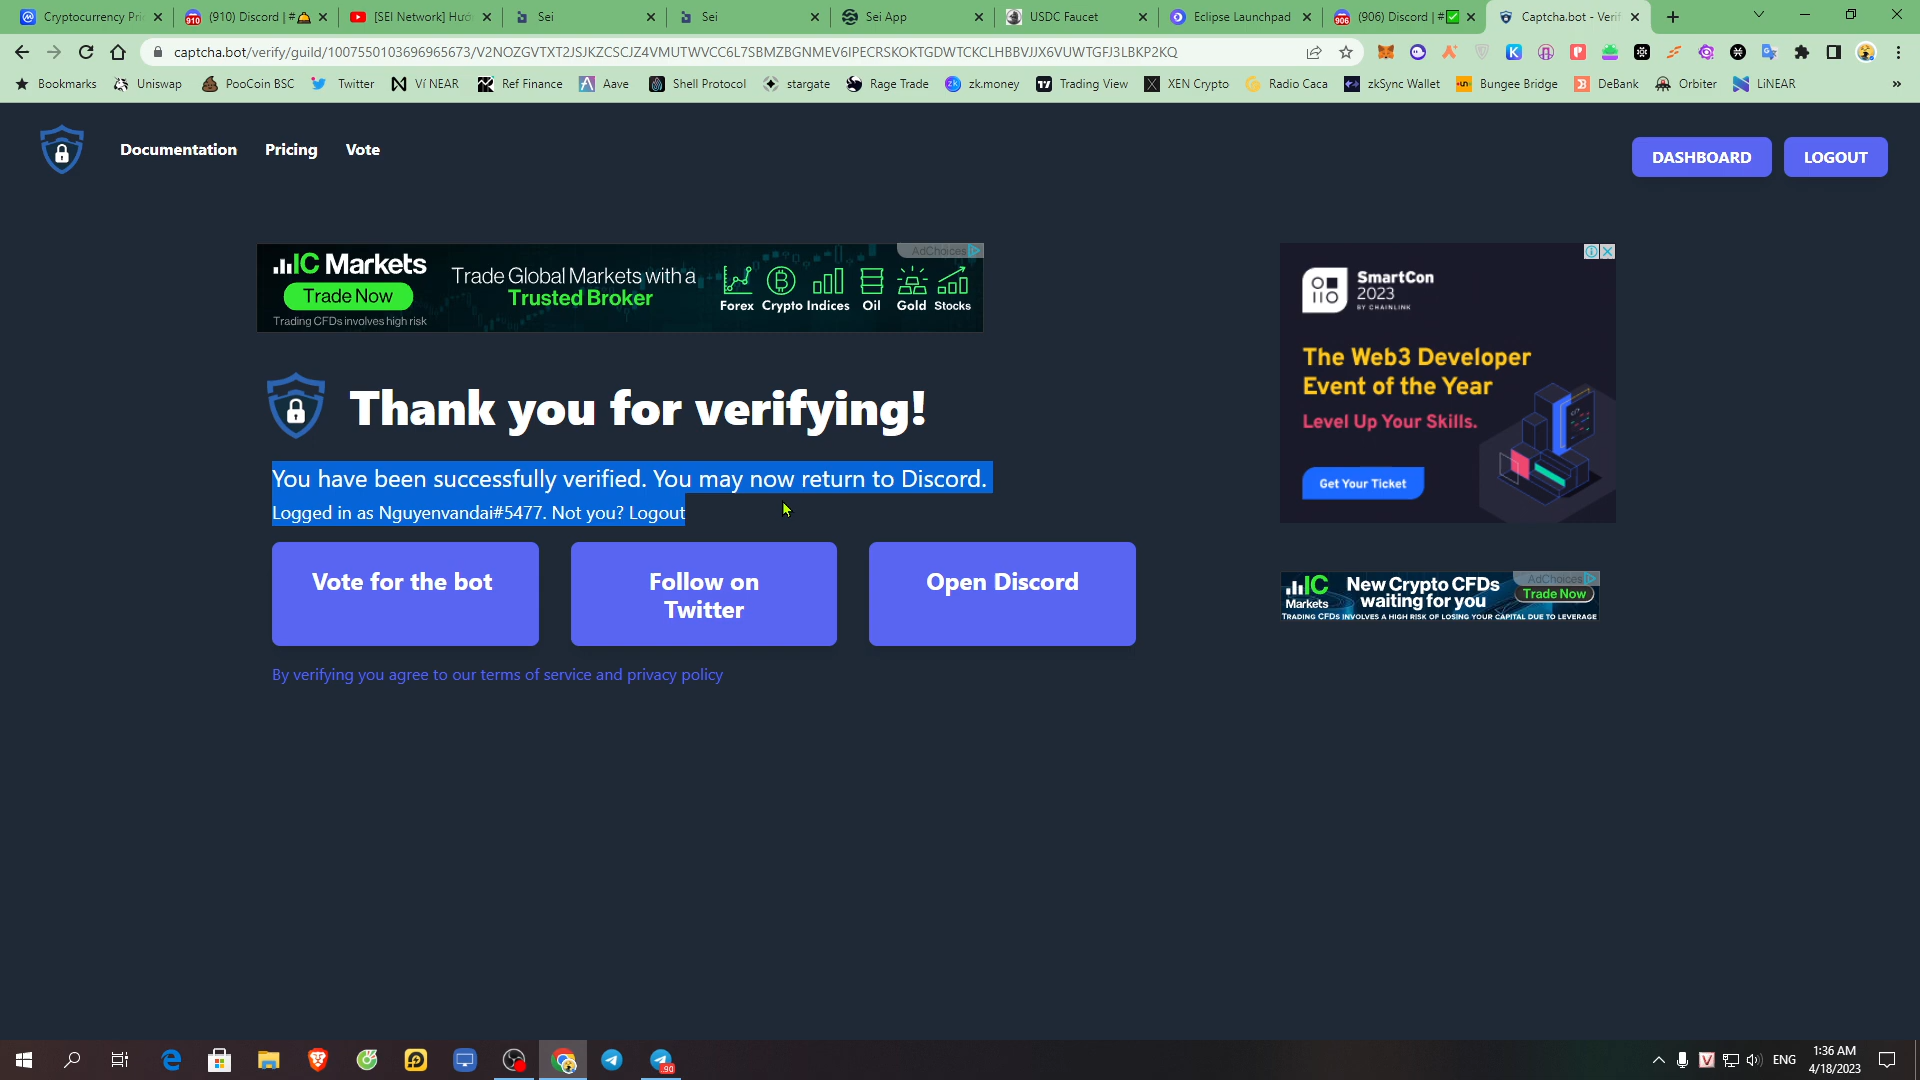 Cryptocurrency Pri
(910) Discord | #
[SEI Network] Hướ
Sei
Sei
Sei App
USDC Faucet
Eclipse Launchpad
(906) Discord | #
Captcha.bot - Verif
captcha.bot/verify/guild/1007550103696965673/V2NOZGVTXT2JSJKZCSCJZ4VMUTWVCC6L7SBMZBGNMEV6IPECRSKOKTGDWTCKCLHBBVJJX6VUWTGFJ3LBKP2KQ
Bookmarks
Uniswap
PooCoin BSC
Twitter
Ví NEAR
Ref Finance
Aave
Shell Protocol
stargate
Rage Trade
zk.money
Trading View
XEN Crypto
Radio Caca
zkSync Wallet
Bungee Bridge
DeBank
Orbiter
LiNEAR
»
Documentation
Pricing
Vote
DASHBOARD
LOGOUT
IC Markets
Trade Now
Trading CFDs involves high risk
Trade Global Markets with a
Trusted Broker
Forex Crypto Indices Oil Gold Stocks
AdChoices
SmartCon
2023
BY CHAINLINK
The Web3 Developer
Event of the Year
Level Up Your Skills.
Get Your Ticket
Thank you for verifying!
You have been successfully verified. You may now return to Discord.
Logged in as Nguyenvandai#5477. Not you? Logout
Vote for the bot
Follow on
Twitter
Open Discord
IC
Markets
New Crypto CFDs
waiting for you
AdChoices
Trade Now
TRADING CFDs INVOLVES A HIGH RISK OF LOSING YOUR CAPITAL DUE TO LEVERAGE
By verifying you agree to our terms of service and privacy policy
90
ENG
1:36 AM
4/18/2023